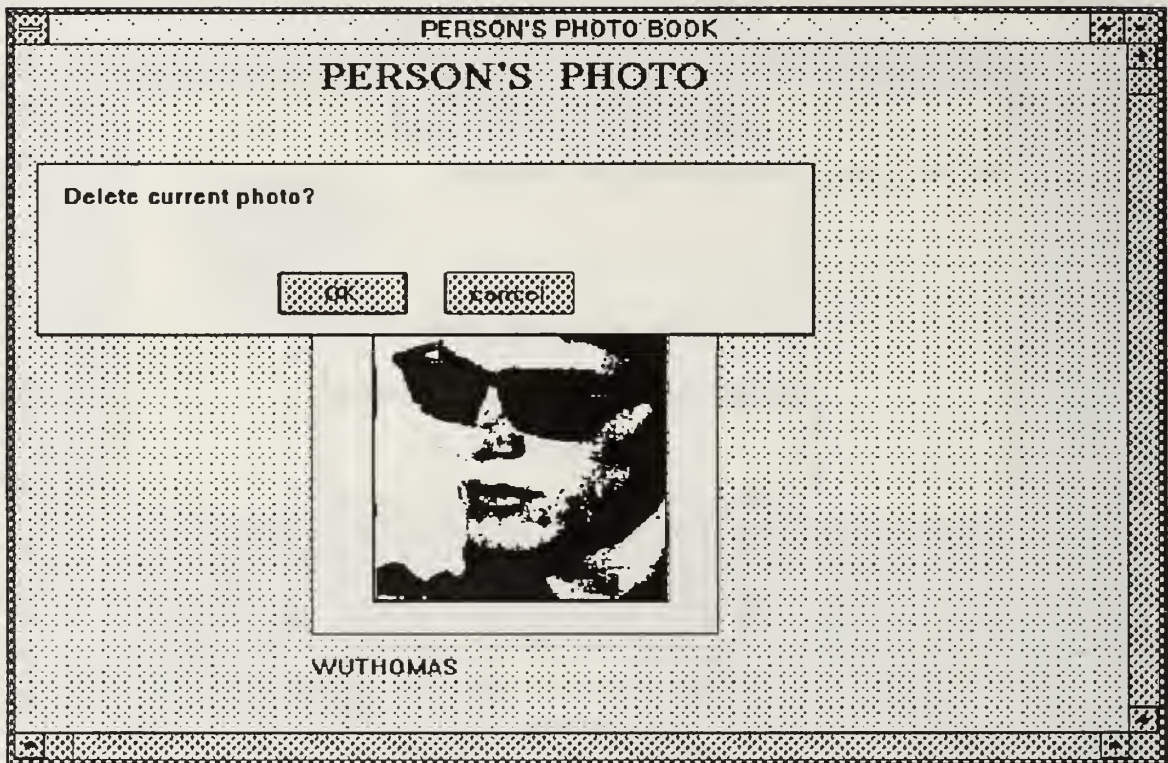 PERSON'S PHOTO BOOK
PERSON'S PHOTO
Delete current photo?
OK
cancel
WUTHOMAS